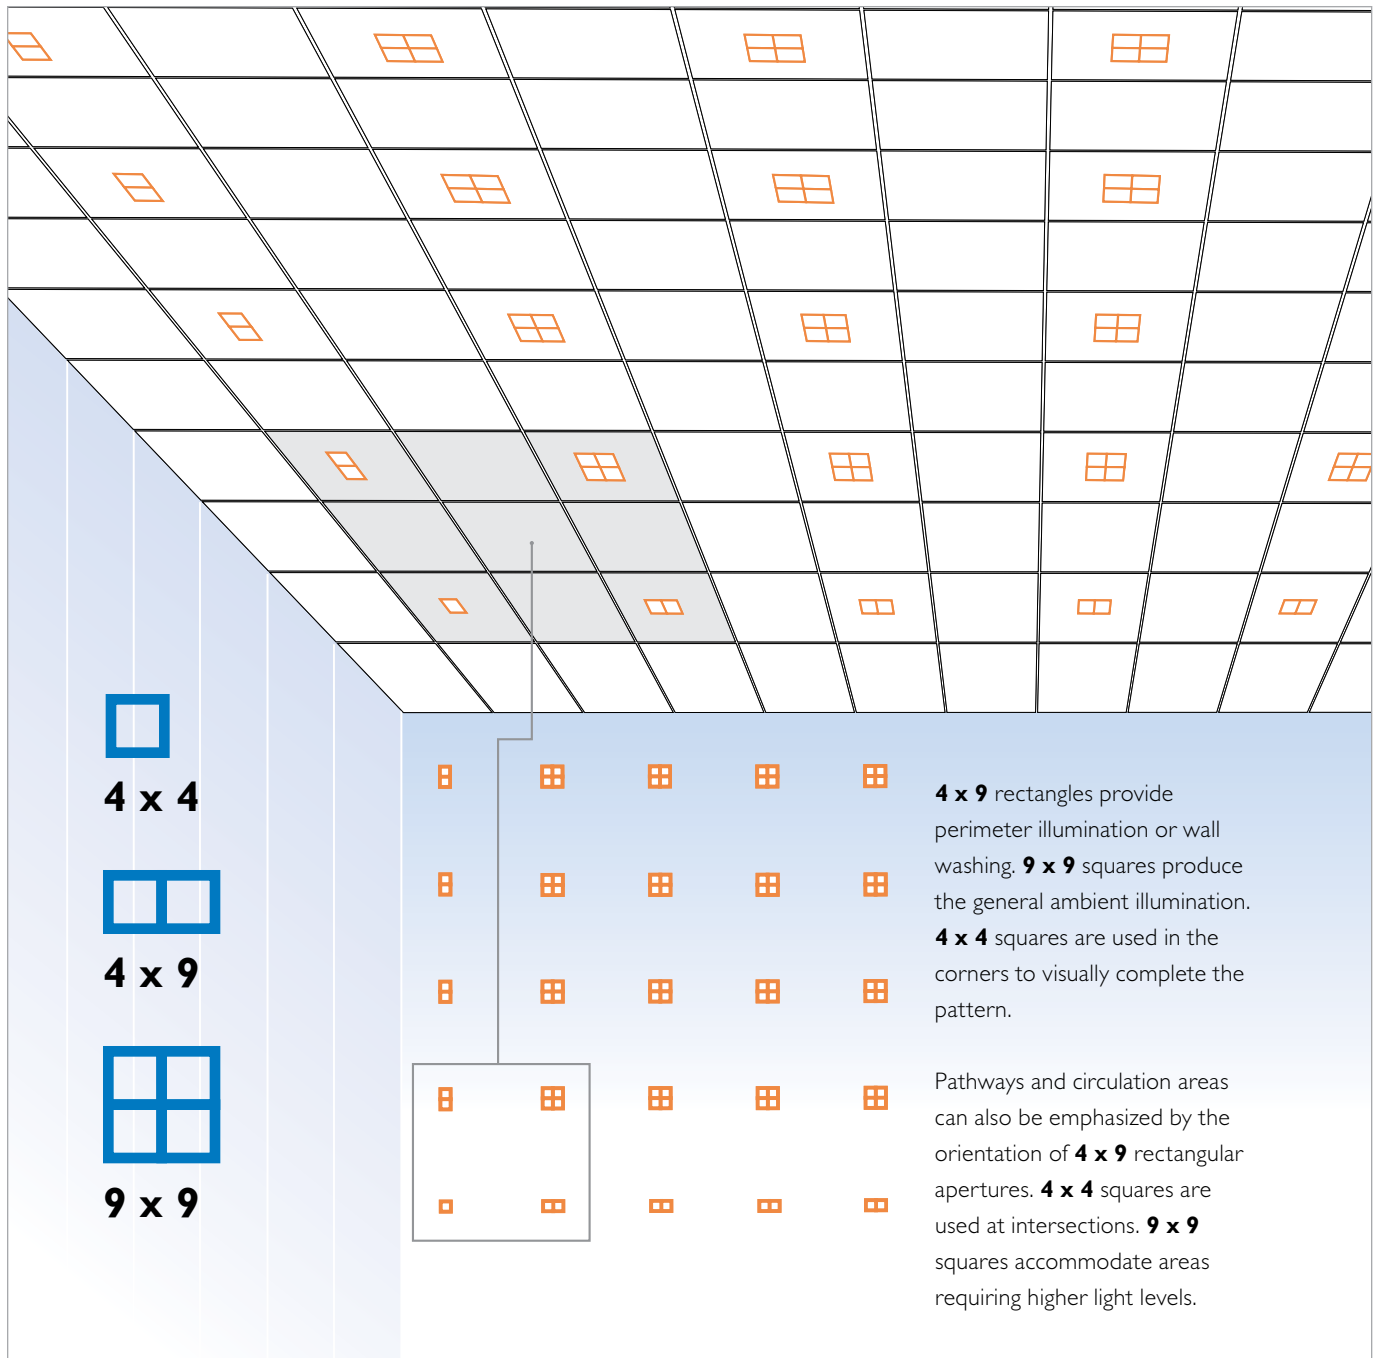 4 x 4
4 x 9
9 x 9
4 x 9 rectangles provide
perimeter illumination or wall
washing. 9 x 9 squares produce
the general ambient illumination.
4 x 4 squares are used in the
corners to visually complete the
pattern.
Pathways and circulation areas
can also be emphasized by the
orientation of 4 x 9 rectangular
apertures. 4 x 4 squares are
used at intersections. 9 x 9
squares accommodate areas
requiring higher light levels.